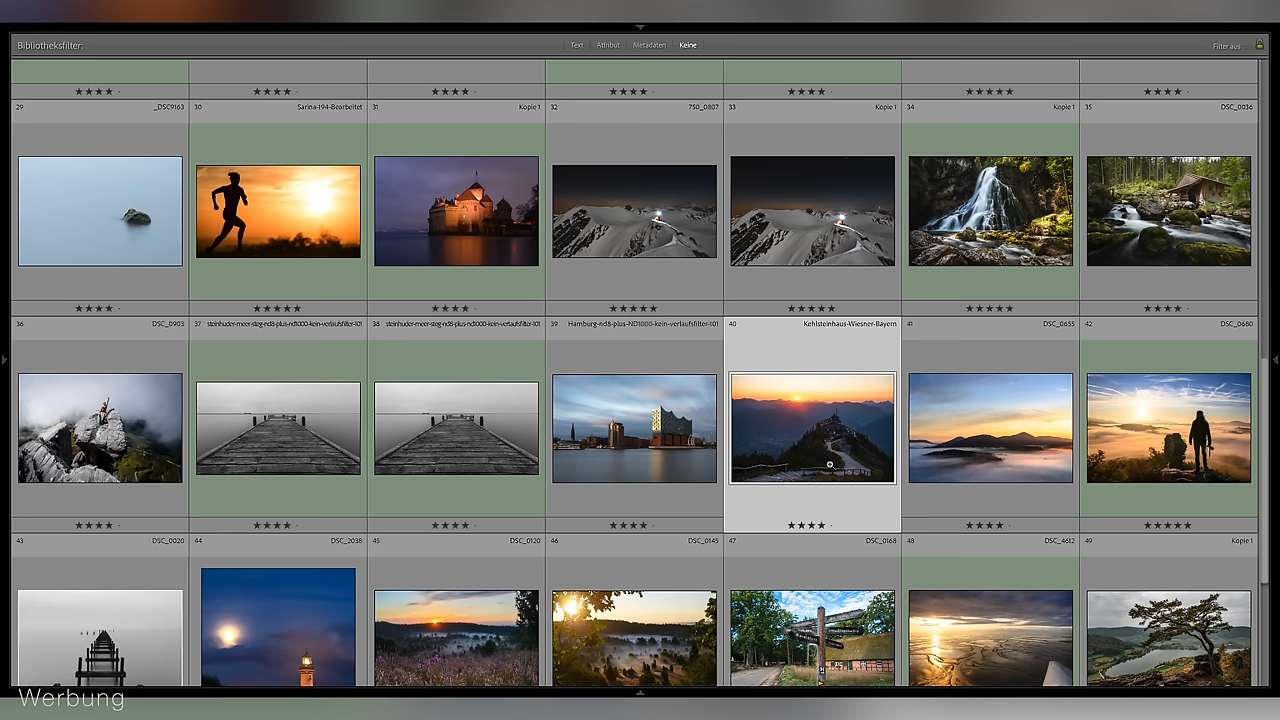 Bibliotheksfilter:
Text Attribut Metadaten Keine
Filter aus
29 _DSC9163
30 Sarina-194-Bearbeitet
31 Kopie 1
32 750_0807
33 Kopie 1
34 Kopie 1
35 DSC_0036
36 DSC_0903
37 steinhuder-meer-steg-nd8-plus-nd1000-kein-verlaufsfilter-101
38 steinhuder-meer-steg-nd8-plus-nd1000-kein-verlaufsfilter-101
39 Hamburg-nd8-plus-ND1000-kein-verlaufsfilter-101
40 Kehlsteinhaus-Wiesner-Bayern
41 DSC_0655
42 DSC_0680
43 DSC_0020
44 DSC_2038
45 DSC_0120
46 DSC_0145
47 DSC_0168
48 DSC_4612
49 Kopie 1
Werbung